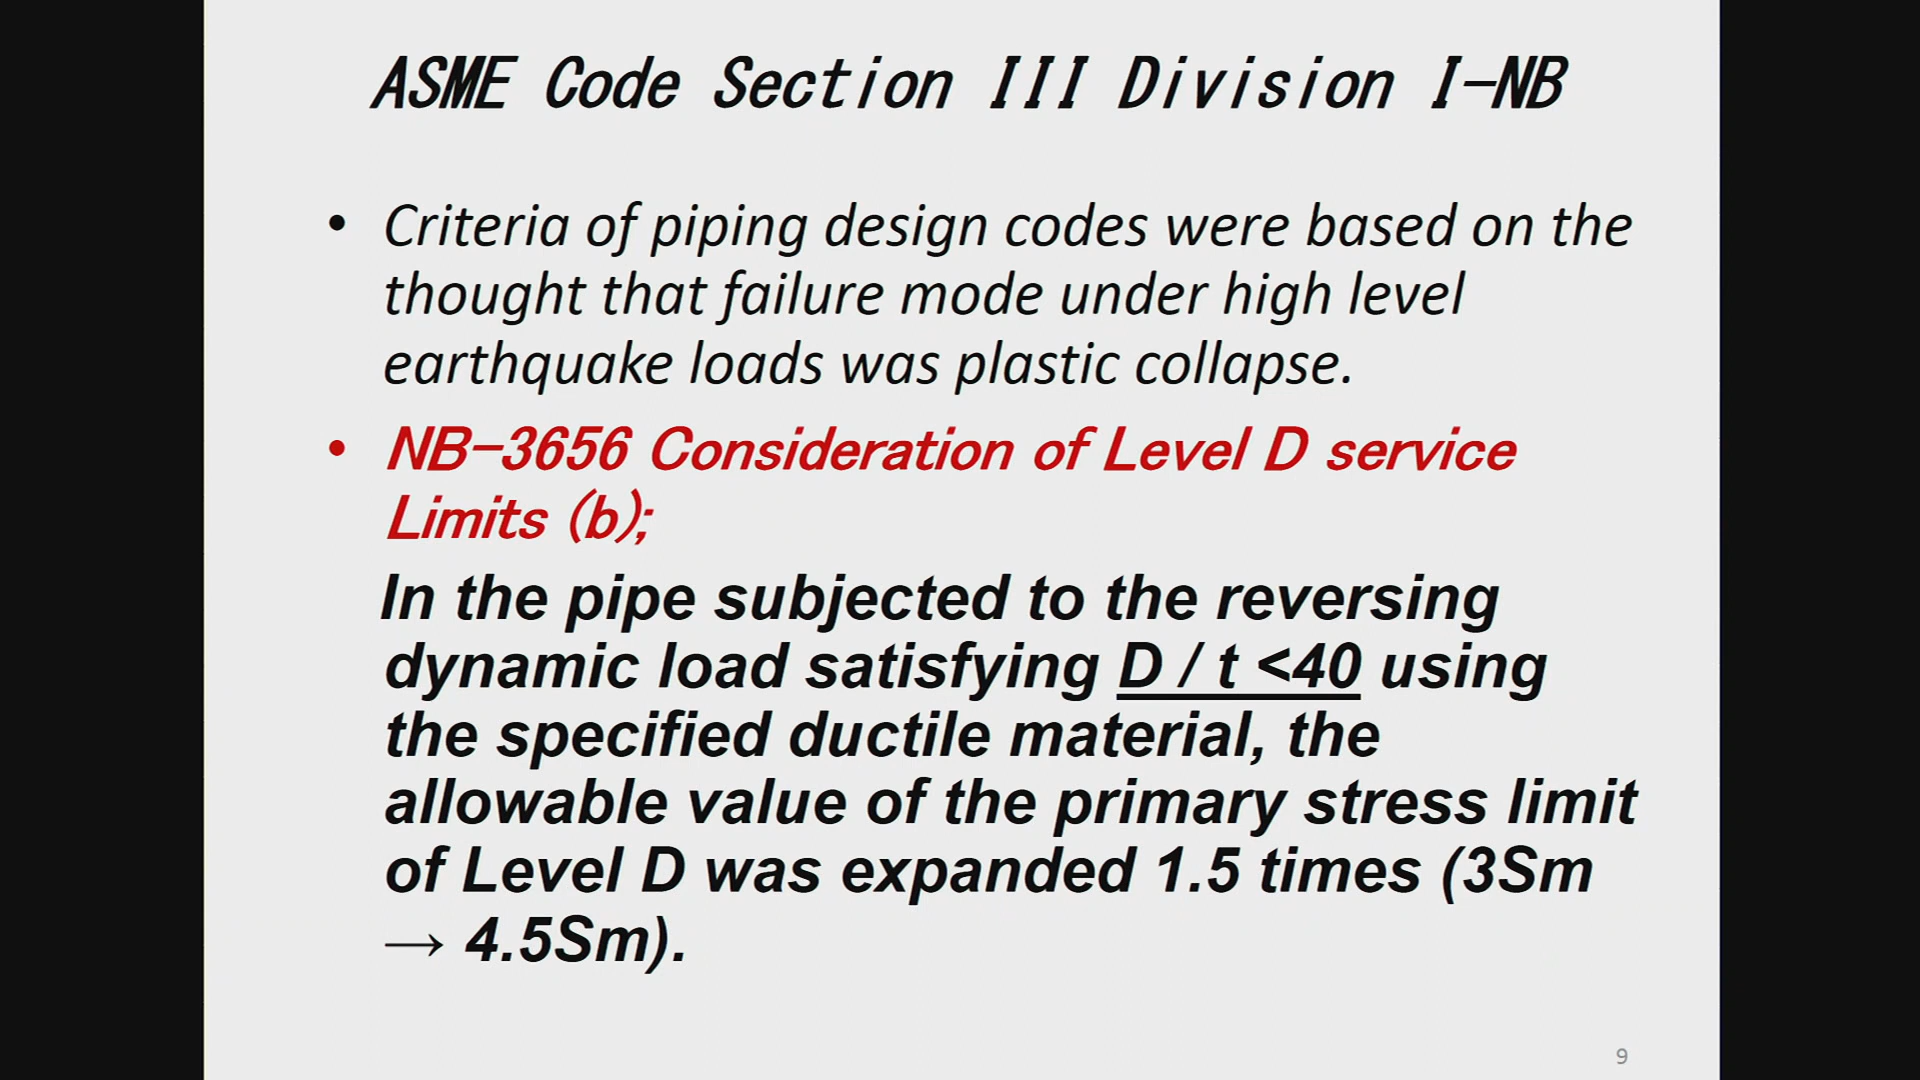 ASME Code Section III Division I-NB
• Criteria of piping design codes were based on the
thought that failure mode under high level
earthquake loads was plastic collapse.
• NB-3656 Consideration of Level D service
Limits (b);
In the pipe subjected to the reversing
dynamic load satisfying D / t <40 using
the specified ductile material, the
allowable value of the primary stress limit
of Level D was expanded 1.5 times (3Sm
→ 4.5Sm).
9